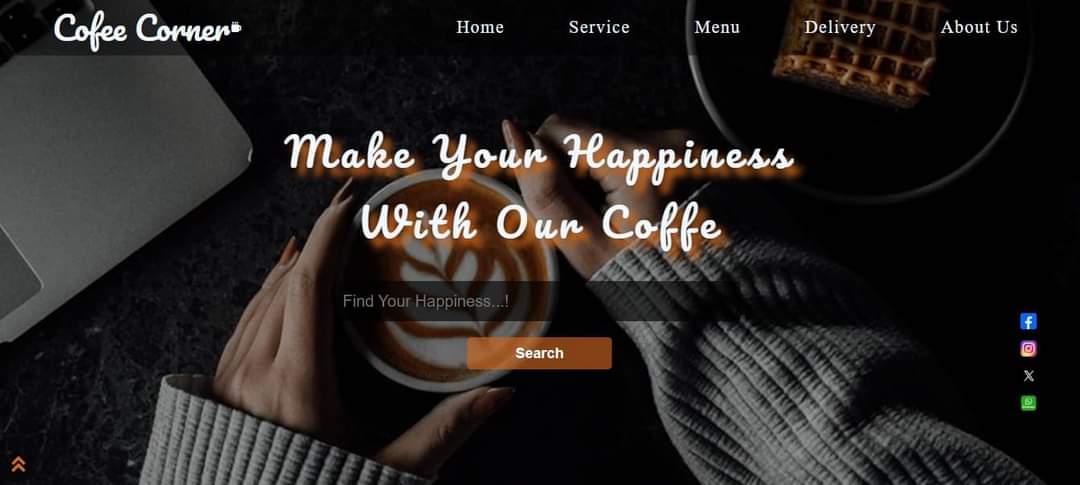 Cofee Corner
Home Service Menu Delivery About Us
Make Your Happiness
With Our Coffe
Find Your Happiness...!
Search